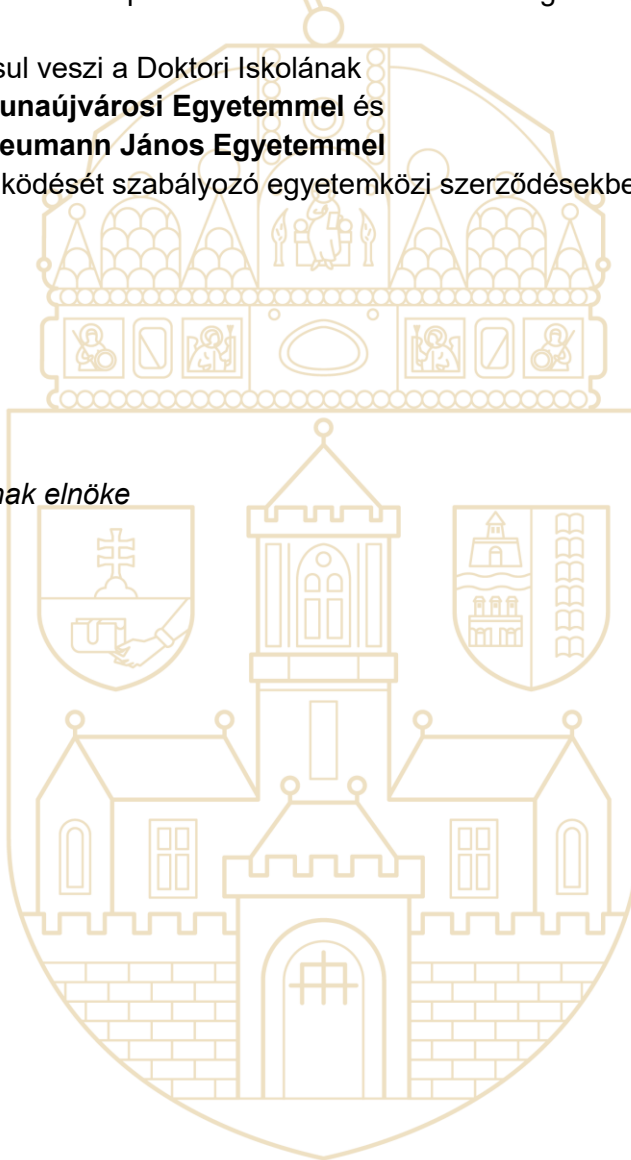 sul veszi a Doktori Iskolának
unaújvárosi Egyetemmel és
eumann János Egyetemmel
ködését szabályozó egyetemközi szerződésekbe
nak elnöke